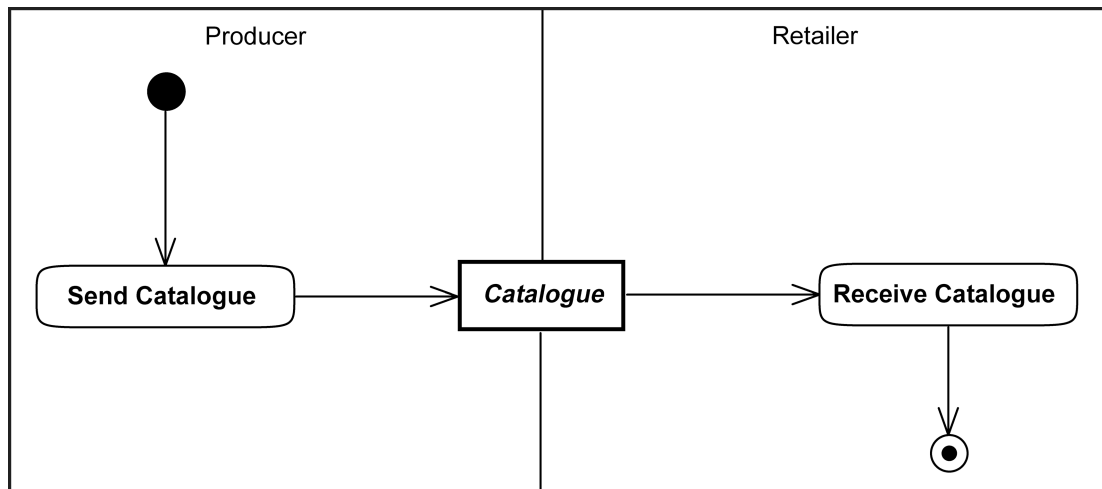 Producer
Retailer
Send Catalogue
Catalogue
Receive Catalogue